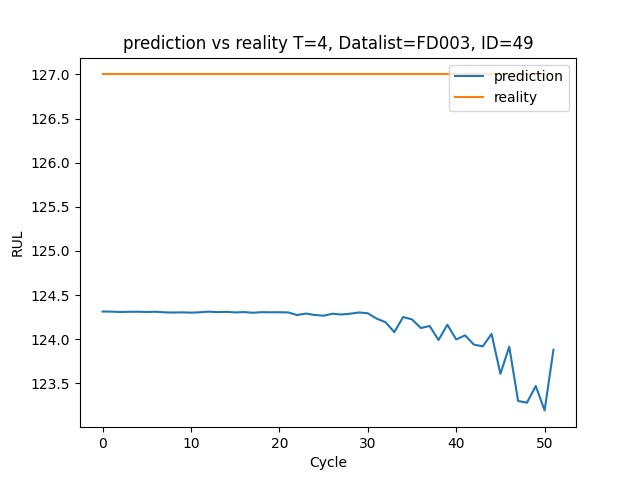 prediction vs reality T=4, Datalist=FD003, ID=49
127.0
126.5
126.0
125.5
125.0
124.5
124.0
123.5
RUL
prediction
reality
0 10 20 30 40 50
Cycle